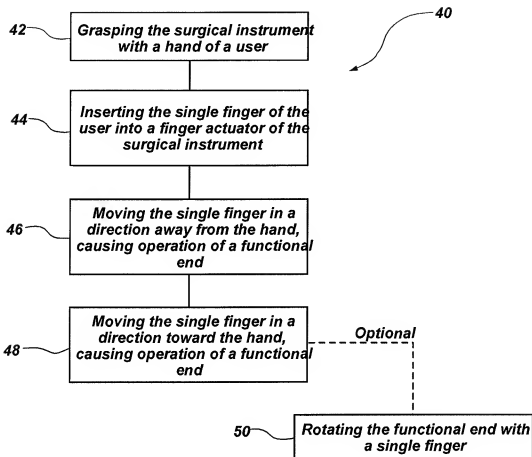 42
Grasping the surgical instrument
with a hand of a user
40
44
Inserting the single finger of the
user into a finger actuator of the
surgical instrument
46
Moving the single finger in a
direction away from the hand,
causing operation of a functional
end
48
Moving the single finger in a
direction toward the hand,
causing operation of a functional
end
Optional
50
Rotating the functional end with
a single finger